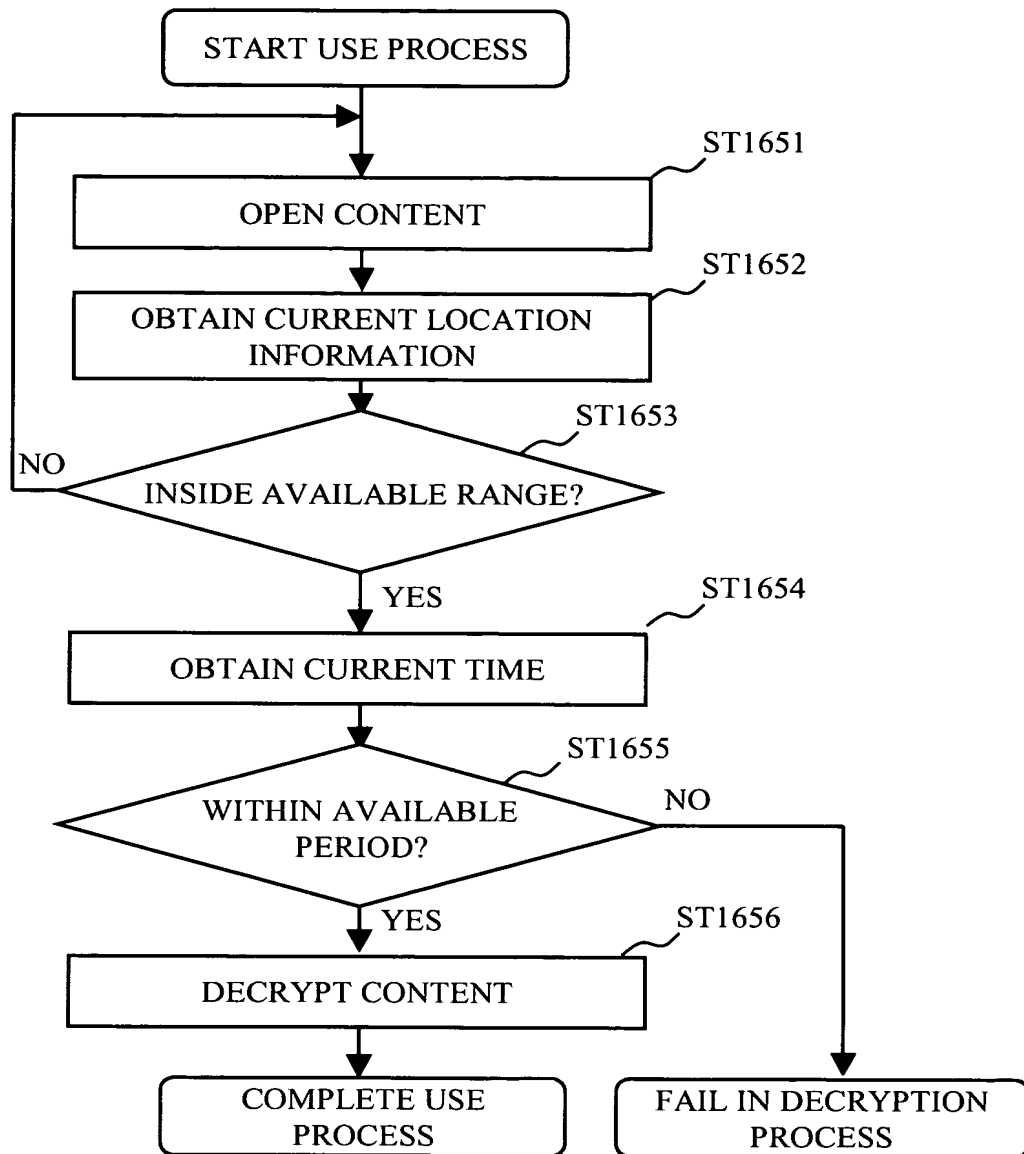 START USE PROCESS
ST1651
OPEN CONTENT
ST1652
OBTAIN CURRENT LOCATION
INFORMATION
ST1653
NO
INSIDE AVAILABLE RANGE?
YES
ST1654
OBTAIN CURRENT TIME
ST1655
NO
WITHIN AVAILABLE
PERIOD?
YES
ST1656
DECRYPT CONTENT
COMPLETE USE
PROCESS
FAIL IN DECRYPTION
PROCESS